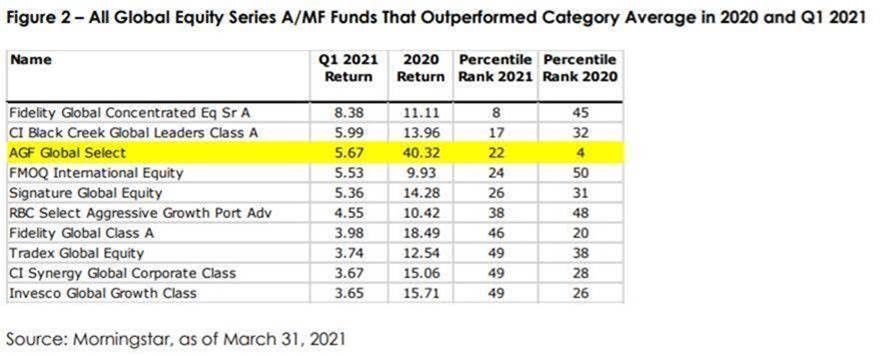 Figure 2 – All Global Equity Series A/MF Funds That Outperformed Category Average in 2020 and Q1 2021
Name Q1 2021 Return 2020 Return Percentile Rank 2021 Percentile Rank 2020
Fidelity Global Concentrated Eq Sr A 8.38 11.11 8 45
CI Black Creek Global Leaders Class A 5.99 13.96 17 32
AGF Global Select 5.67 40.32 22 4
FMOQ International Equity 5.53 9.93 24 50
Signature Global Equity 5.36 14.28 26 31
RBC Select Aggressive Growth Port Adv 4.55 10.42 38 48
Fidelity Global Class A 3.98 18.49 46 20
Tradex Global Equity 3.74 12.54 49 38
CI Synergy Global Corporate Class 3.67 15.06 49 28
Invesco Global Growth Class 3.65 15.71 49 26
Source: Morningstar, as of March 31, 2021